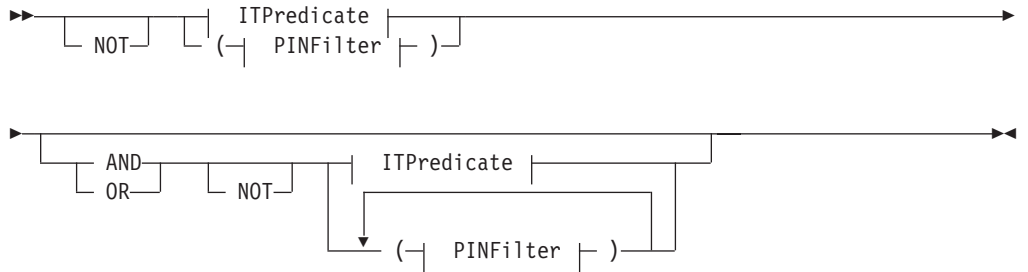 ITPredicate
NOT ( PINFilter )
AND ITPredicate
OR NOT
( PINFilter )